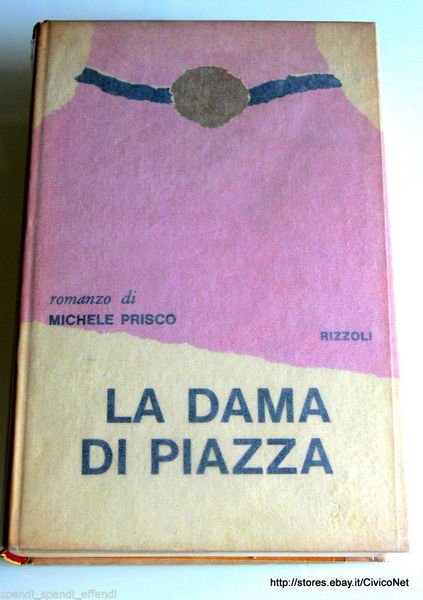 romanzo di
MICHELE PRISCO
RIZZOLI
LA DAMA
DI PIAZZA
http://stores.ebay.it/CivicoNet
spendi_spandi_effendi